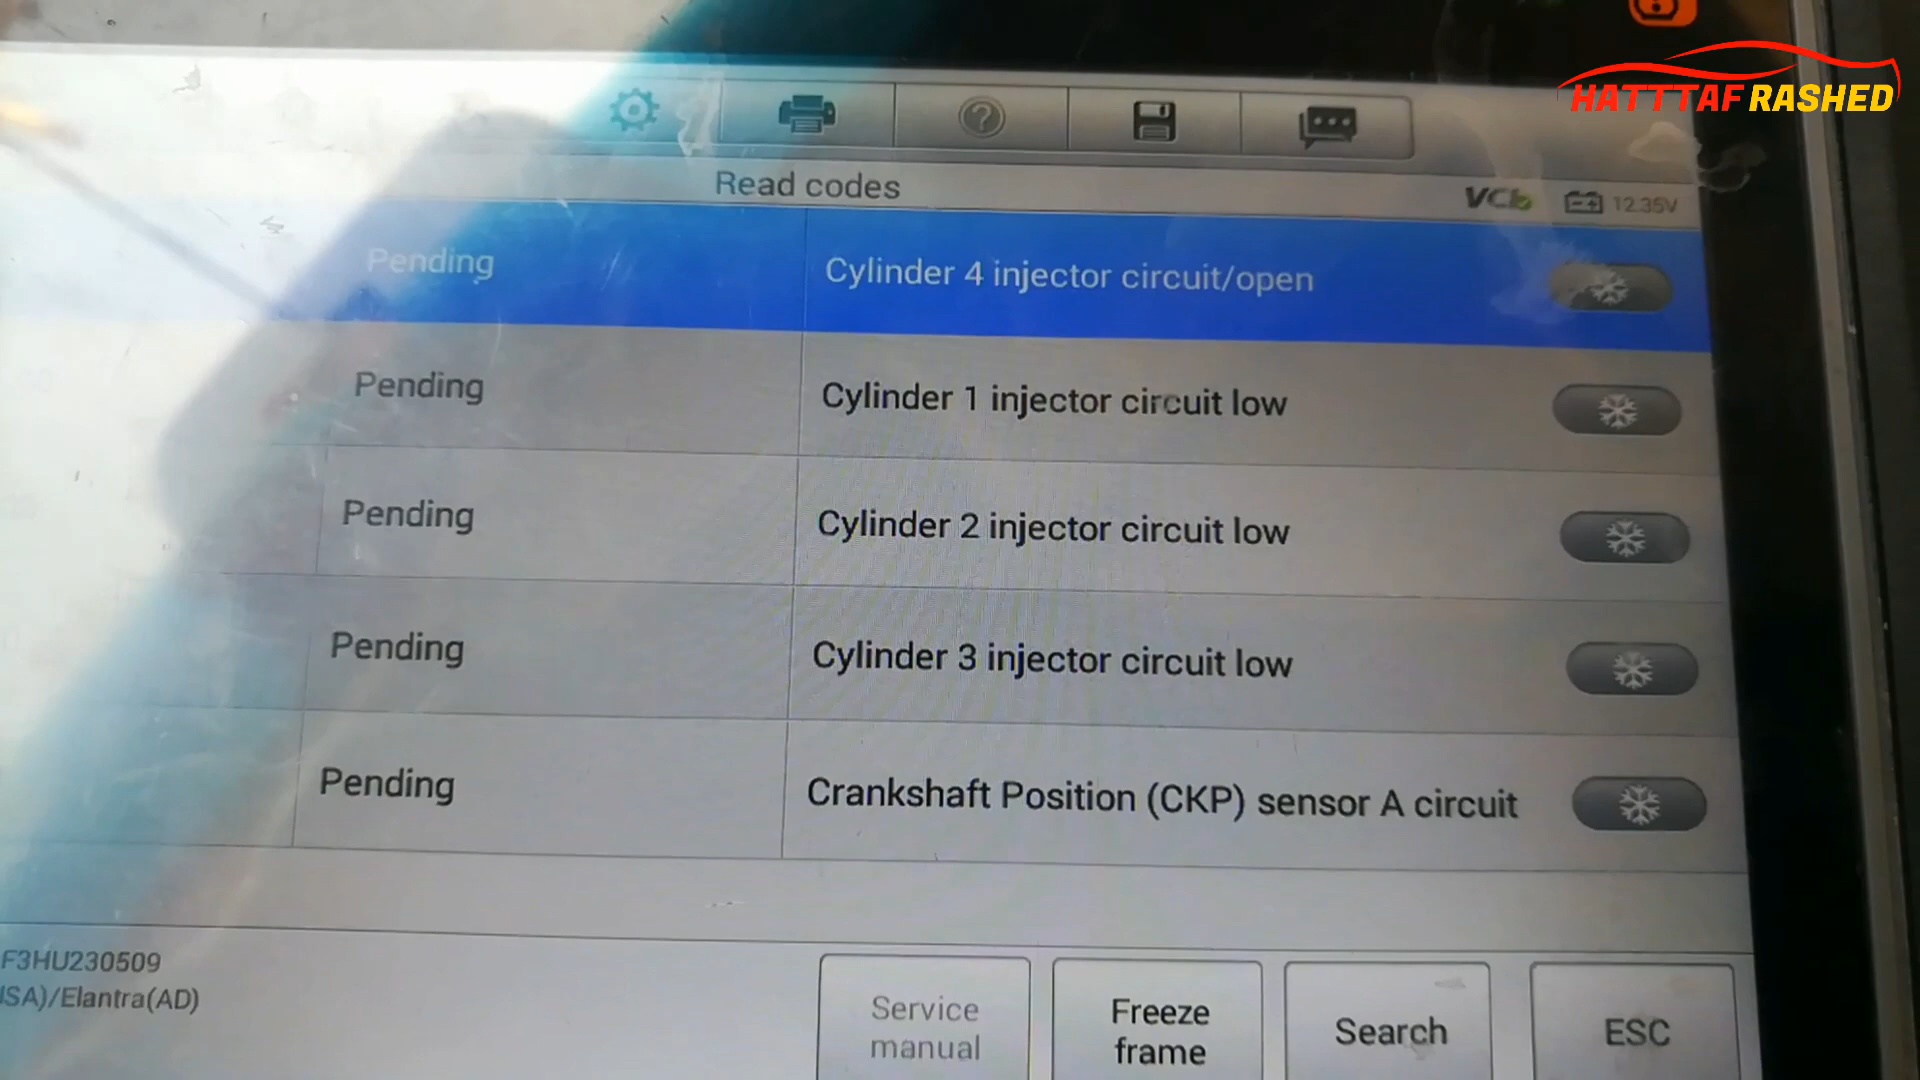 HATTTAF RASHED
Read codes
VCI 12.35V
Pending Cylinder 4 injector circuit/open
Pending Cylinder 1 injector circuit low
Pending Cylinder 2 injector circuit low
Pending Cylinder 3 injector circuit low
Pending Crankshaft Position (CKP) sensor A circuit
F3HU230509
SA)/Elantra(AD)
Service manual
Freeze frame
Search
ESC